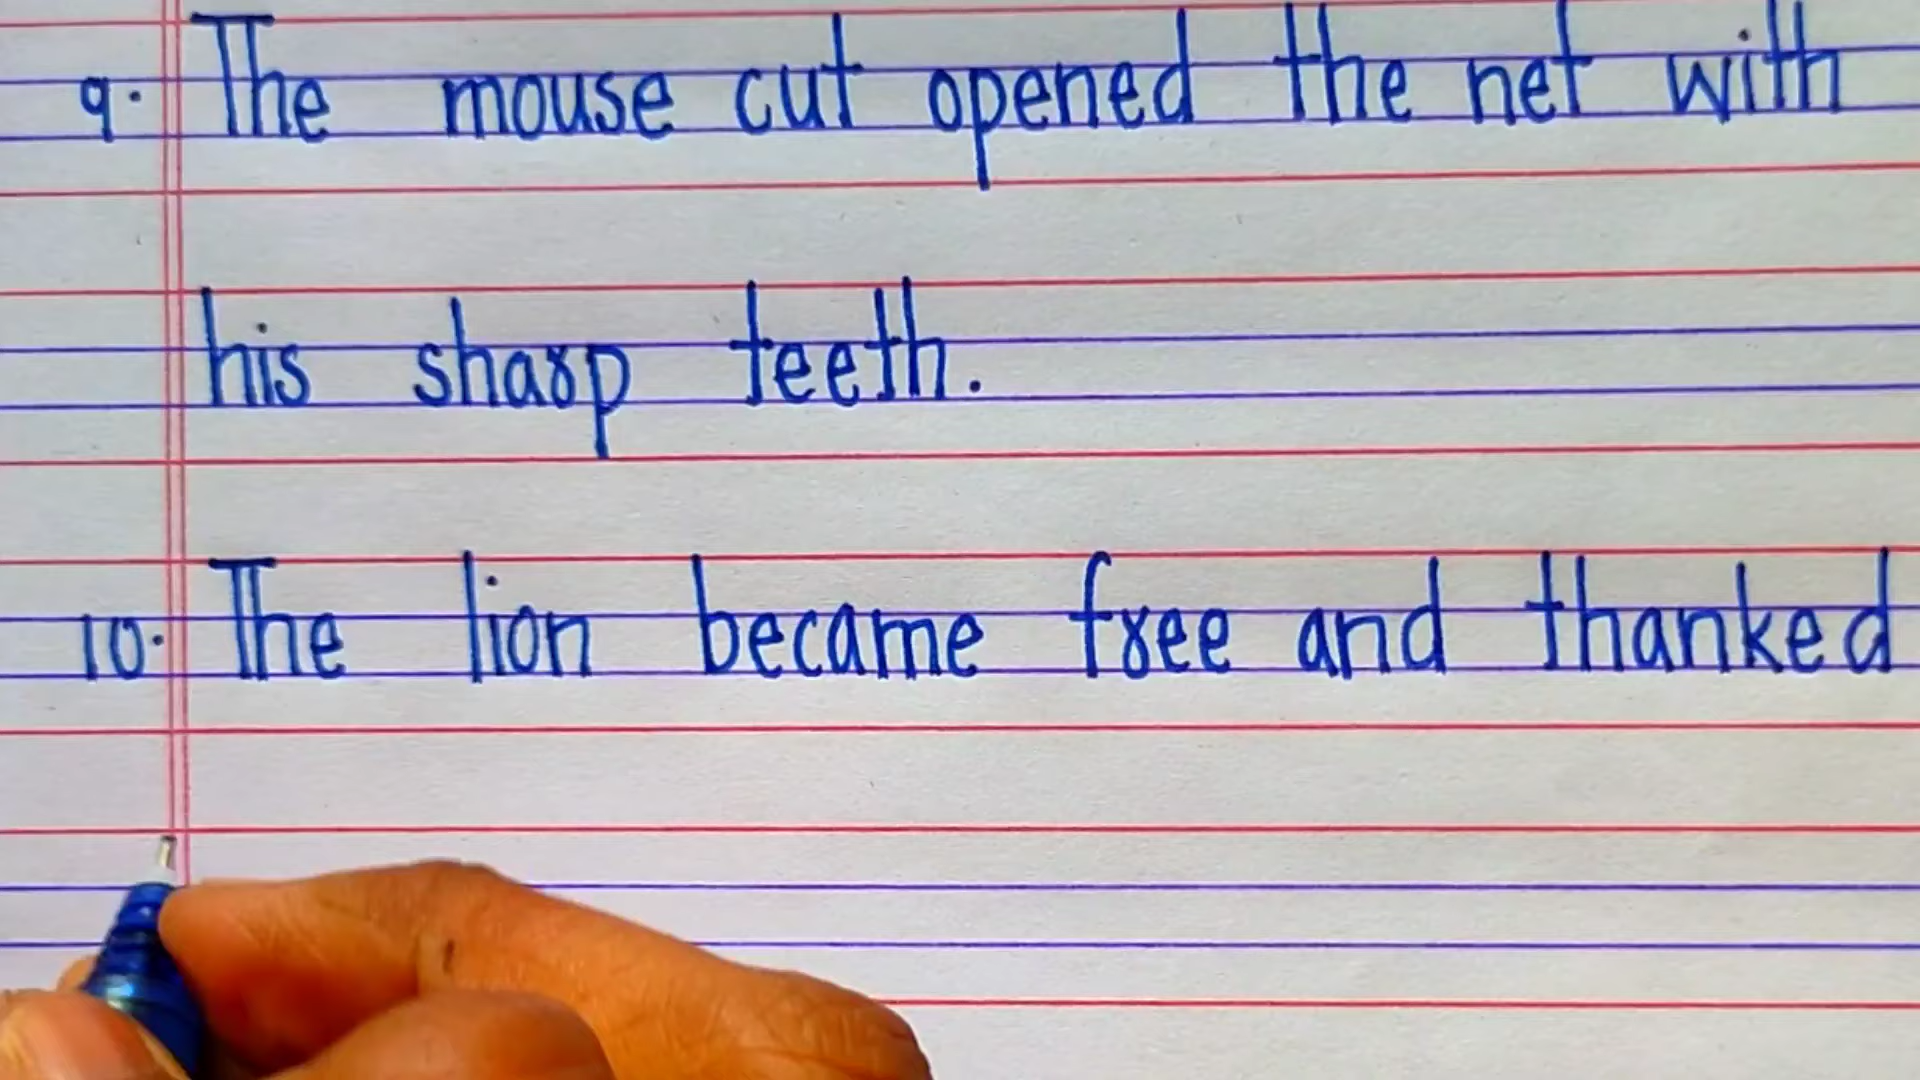 9. The mouse cut opened the net with
his sharp teeth.
10. The lion became free and thanked